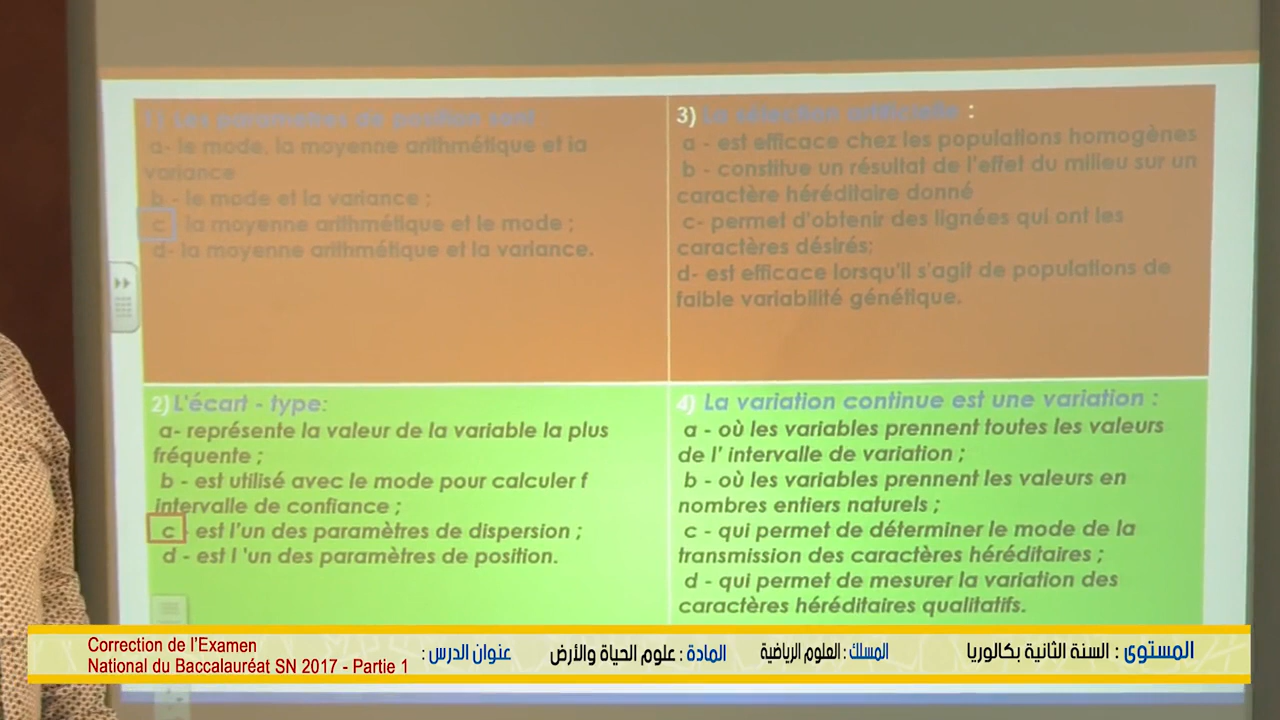 1) Les paramètres de position sont :
a- le mode, la moyenne arithmétique et la
variance
b - le mode et la variance ;
c - la moyenne arithmétique et le mode ;
d- la moyenne arithmétique et la variance.
3) La sélection artificielle :
a - est efficace chez les populations homogènes
b - constitue un résultat de l'effet du milieu sur un
caractère héréditaire donné
c- permet d'obtenir des lignées qui ont les
caractères désirés;
d- est efficace lorsqu'il s'agit de populations de
faible variabilité génétique.
2) L'écart - type:
a- représente la valeur de la variable la plus
fréquente ;
b - est utilisé avec le mode pour calculer f
intervalle de confiance ;
c - est l'un des paramètres de dispersion ;
d - est l 'un des paramètres de position.
4) La variation continue est une variation :
a - où les variables prennent toutes les valeurs
de l' intervalle de variation ;
b - où les variables prennent les valeurs en
nombres entiers naturels ;
c - qui permet de déterminer le mode de la
transmission des caractères héréditaires ;
d - qui permet de mesurer la variation des
caractères héréditaires qualitatifs.
المستوى : السنة الثانية بكالوريا
المسلك : العلوم الرياضية
المادة : علوم الحياة والأرض
عنوان الدرس :
Correction de l'Examen
National du Baccalauréat SN 2017 - Partie 1